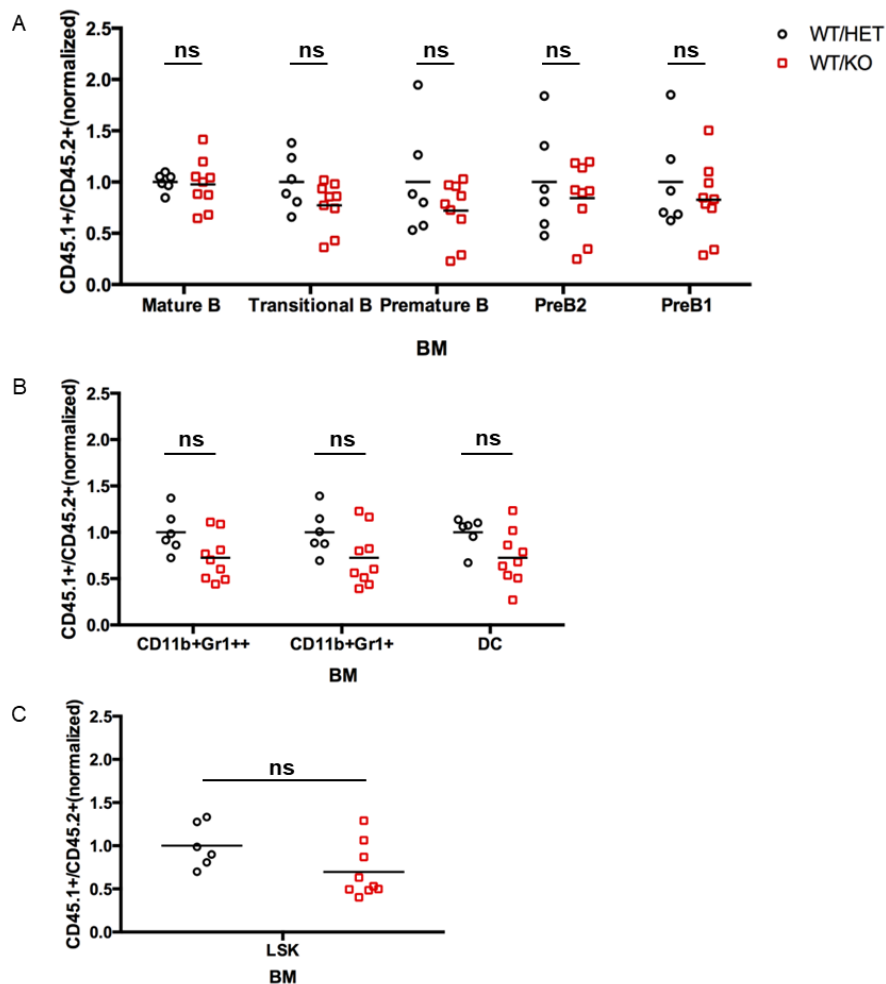 A
CD45.1+/CD45.2+(normalized)
2.5
2.0
1.5
1.0
0.5
0.0
ns
ns
ns
ns
ns
WT/HET
WT/KO
Mature B
Transitional B
Premature B
PreB2
PreB1
BM
B
CD45.1+/CD45.2+(normalized)
2.5
2.0
1.5
1.0
0.5
0.0
ns
ns
ns
CD11b+Gr1++
CD11b+Gr1+
DC
BM
C
CD45.1+/CD45.2+(normalized)
2.5
2.0
1.5
1.0
0.5
0.0
ns
LSK
BM